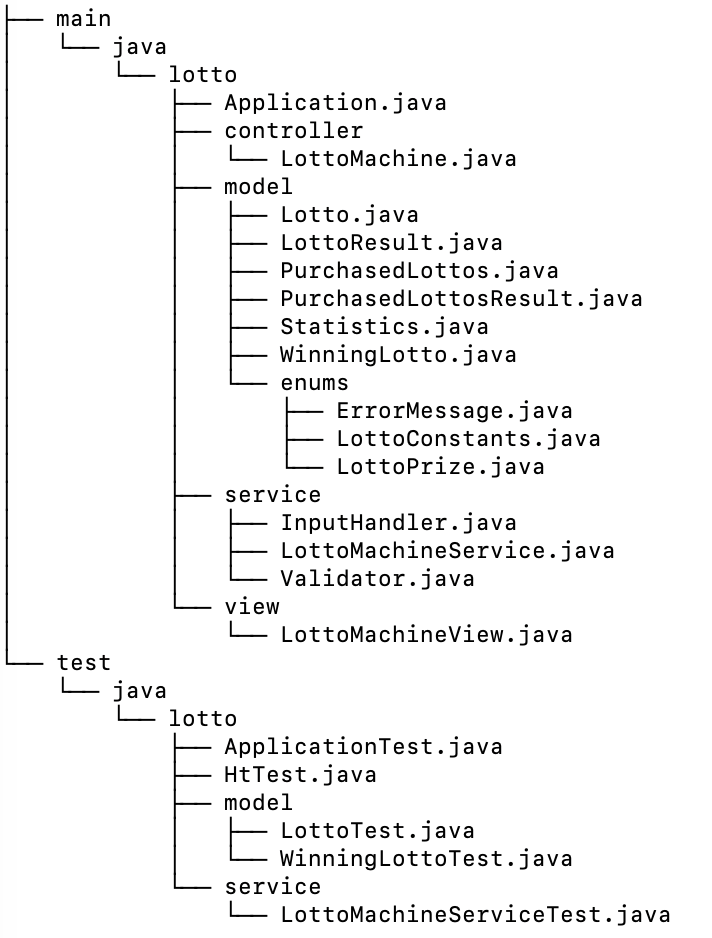 ├── main
│   └── java
│       └── lotto
│           ├── Application.java
│           ├── controller
│           │   └── LottoMachine.java
│           ├── model
│           │   ├── Lotto.java
│           │   ├── LottoResult.java
│           │   ├── PurchasedLottos.java
│           │   ├── PurchasedLottosResult.java
│           │   ├── Statistics.java
│           │   ├── WinningLotto.java
│           │   └── enums
│           │       ├── ErrorMessage.java
│           │       ├── LottoConstants.java
│           │       └── LottoPrize.java
│           ├── service
│           │   ├── InputHandler.java
│           │   ├── LottoMachineService.java
│           │   └── Validator.java
│           └── view
│               └── LottoMachineView.java
└── test
    └── java
        └── lotto
            ├── ApplicationTest.java
            ├── HtTest.java
            ├── model
            │   ├── LottoTest.java
            │   └── WinningLottoTest.java
            └── service
                └── LottoMachineServiceTest.java